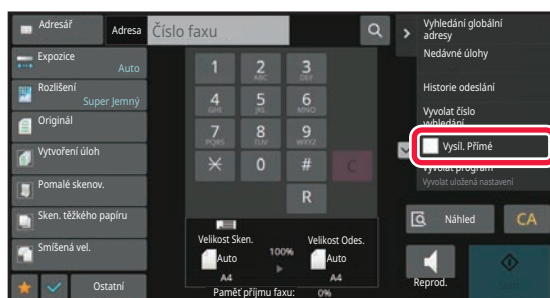 Adresář
Adresa
Číslo faxu
Expozice
Auto
Rozlišení
Super Jemný
Originál
Vytvoření úloh
Pomalé skenov.
Sken. těžkého papíru
Smíšená vel.
Ostatní
1
2
ABC
3
DEF
4
GHI
5
JKL
6
MNO
7
PQRS
8
TUV
9
WXYZ
0
#
C
R
Velikost Sken.
100%
Velikost Odes.
Auto
Auto
A4
A4
Paměť příjmu faxu: 0%
Vyhledání globální
adresy
Nedávné úlohy
Historie odeslání
Vyvolat číslo
vyhledání
Vysíl. Přímé
Vyvolat program
Vyvolat uložená nastavení
Náhled
CA
Reprod.
Start